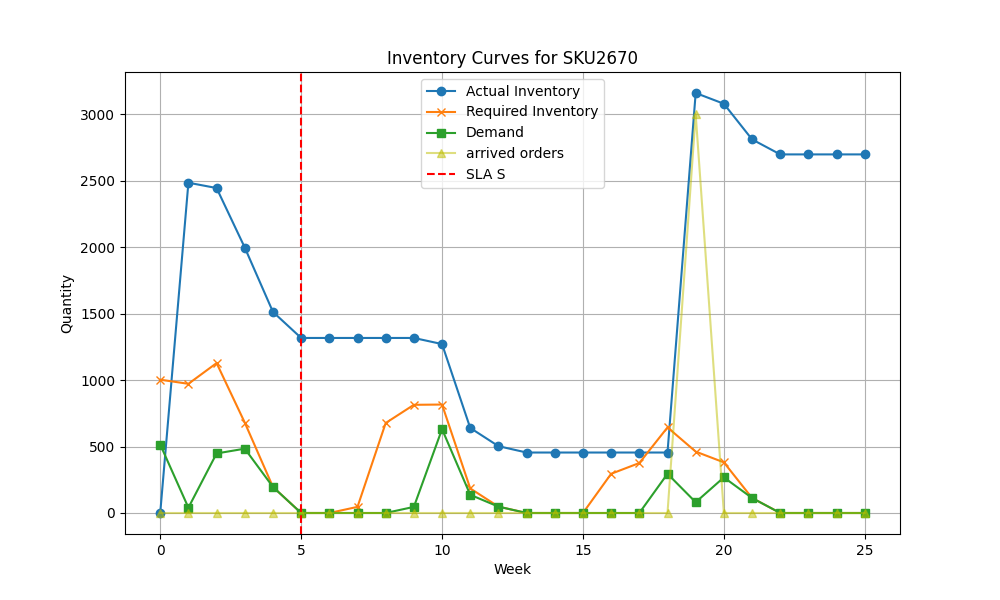 Inventory Curves for SKU2670
Actual Inventory
Required Inventory
Demand
arrived orders
SLA S
Quantity
3000
2500
2000
1500
1000
500
0
0 5 10 15 20 25
Week